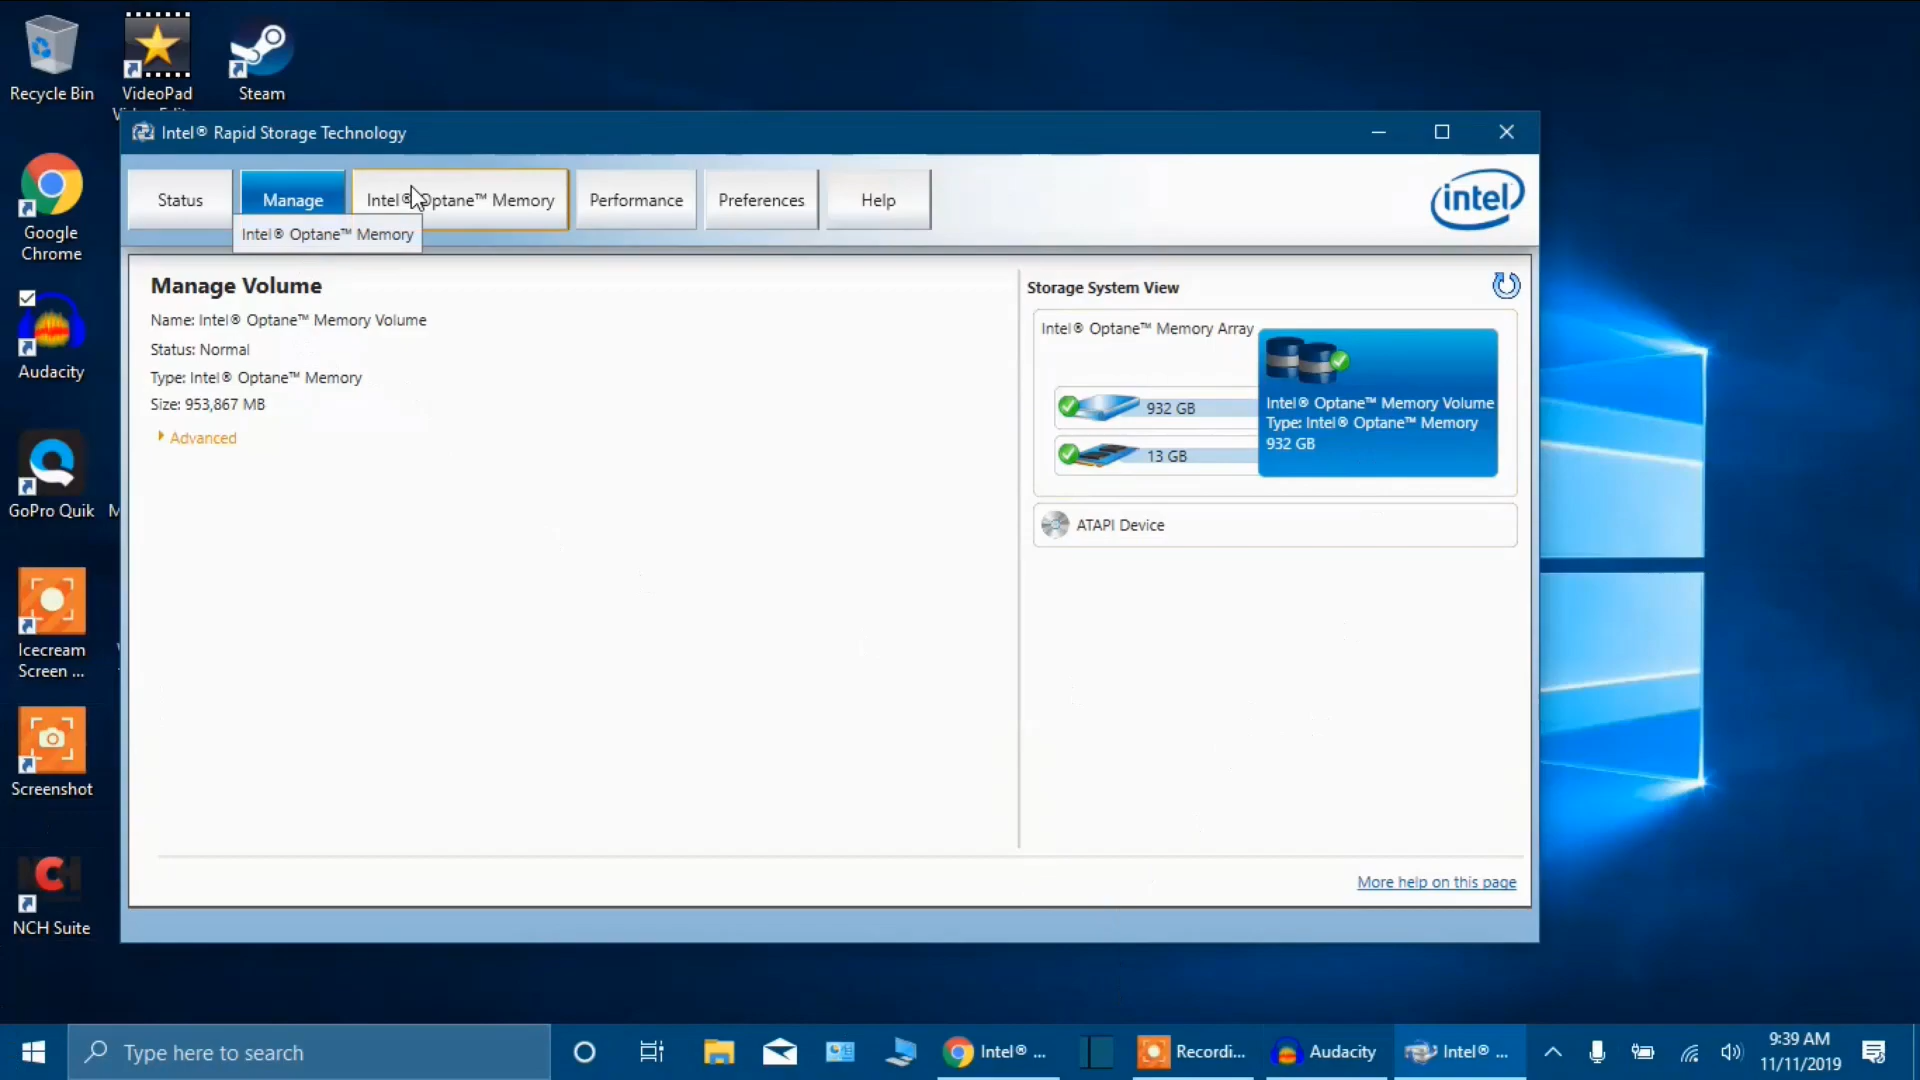 Recycle Bin
VideoPad
Steam
Intel® Rapid Storage Technology
Status
Manage
Intel® Optane™ Memory
Performance
Preferences
Help
intel
Intel® Optane™ Memory
Google
Chrome
Audacity
GoPro Quik
M
Icecream
Screen ...
Screenshot
NCH Suite
Manage Volume
Name: Intel® Optane™ Memory Volume
Status: Normal
Type: Intel® Optane™ Memory
Size: 953,867 MB
Advanced
Storage System View
Intel® Optane™ Memory Array
932 GB
13 GB
Intel® Optane™ Memory Volume
Type: Intel® Optane™ Memory
932 GB
ATAPI Device
More help on this page
Type here to search
Intel® ...
Recordi...
Audacity
Intel® ...
9:39 AM
11/11/2019